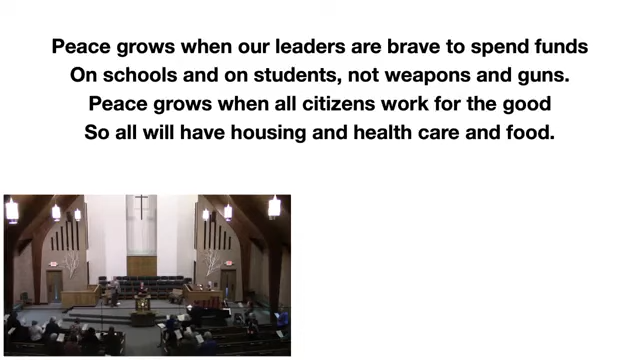 Peace grows when our leaders are brave to spend funds
On schools and on students, not weapons and guns.
Peace grows when all citizens work for the good
So all will have housing and health care and food.